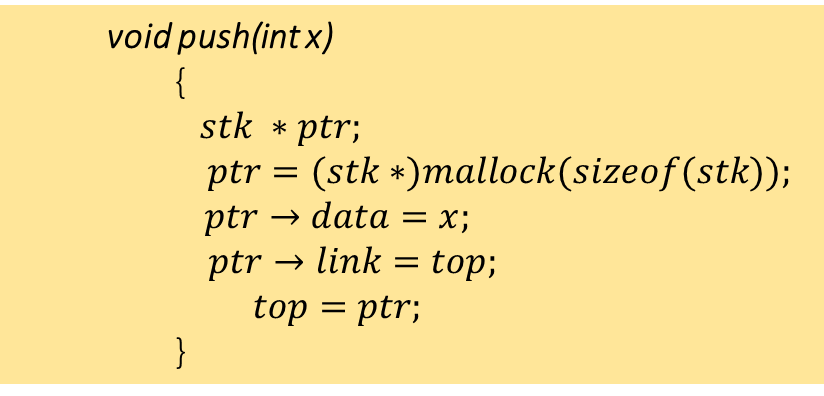 void push(int x)
{
stk * ptr;
ptr = (stk *)mallock(sizeof(stk));
ptr → data = x;
ptr → link = top;
top = ptr;
}